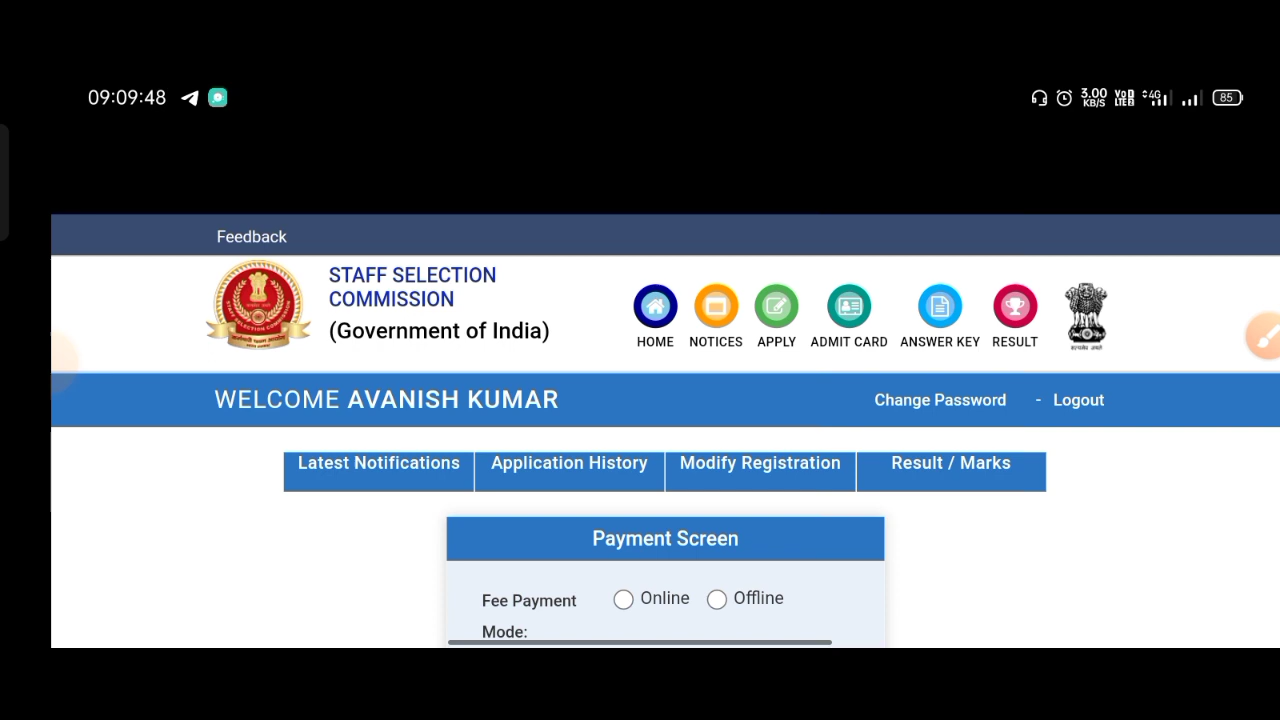 09:09:48
3.00 KB/S
4G
85
Feedback
STAFF SELECTION
COMMISSION
(Government of India)
HOME
NOTICES
APPLY
ADMIT CARD
ANSWER KEY
RESULT
WELCOME AVANISH KUMAR
Change Password - Logout
Latest Notifications
Application History
Modify Registration
Result / Marks
Payment Screen
Fee Payment
Mode:
Online
Offline